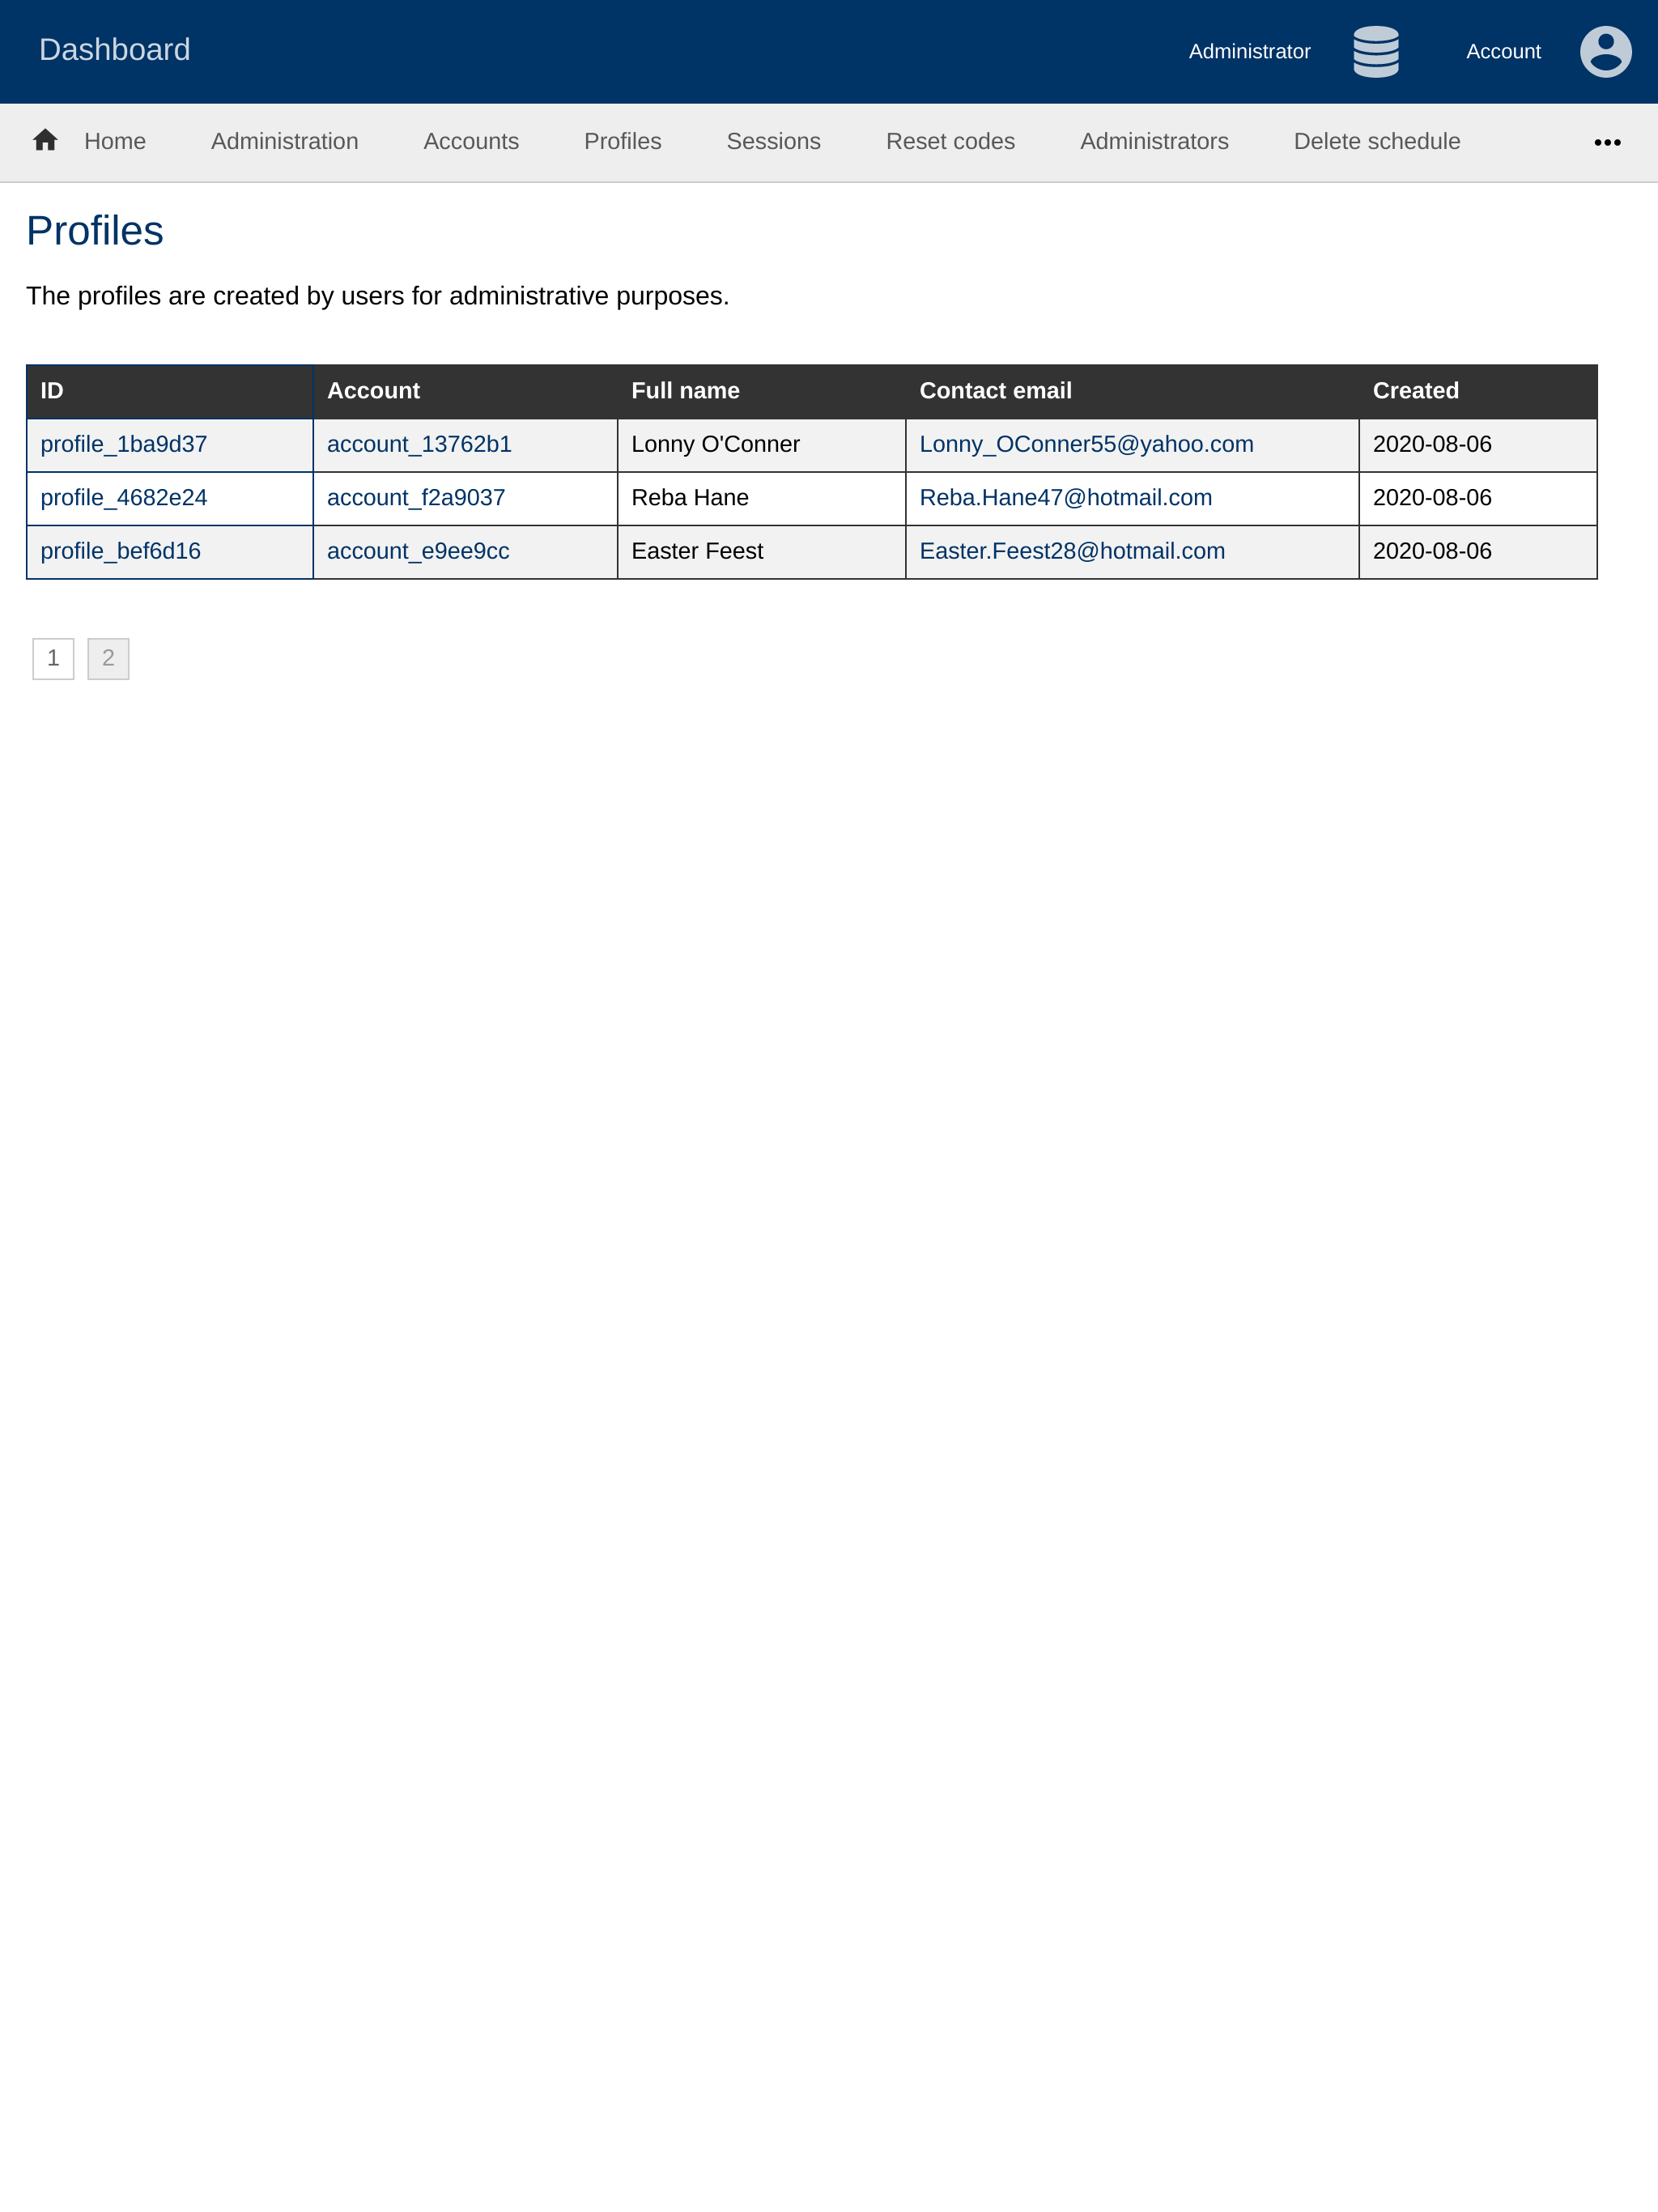 Dashboard Administrator Account
Home Administration Accounts Profiles Sessions Reset codes Administrators Delete schedule
Profiles
The profiles are created by users for administrative purposes.
ID Account Full name Contact email Created
profile_1ba9d37 account_13762b1 Lonny O'Conner Lonny_OConner55@yahoo.com 2020-08-06
profile_4682e24 account_f2a9037 Reba Hane Reba.Hane47@hotmail.com 2020-08-06
profile_bef6d16 account_e9ee9cc Easter Feest Easter.Feest28@hotmail.com 2020-08-06
1 2